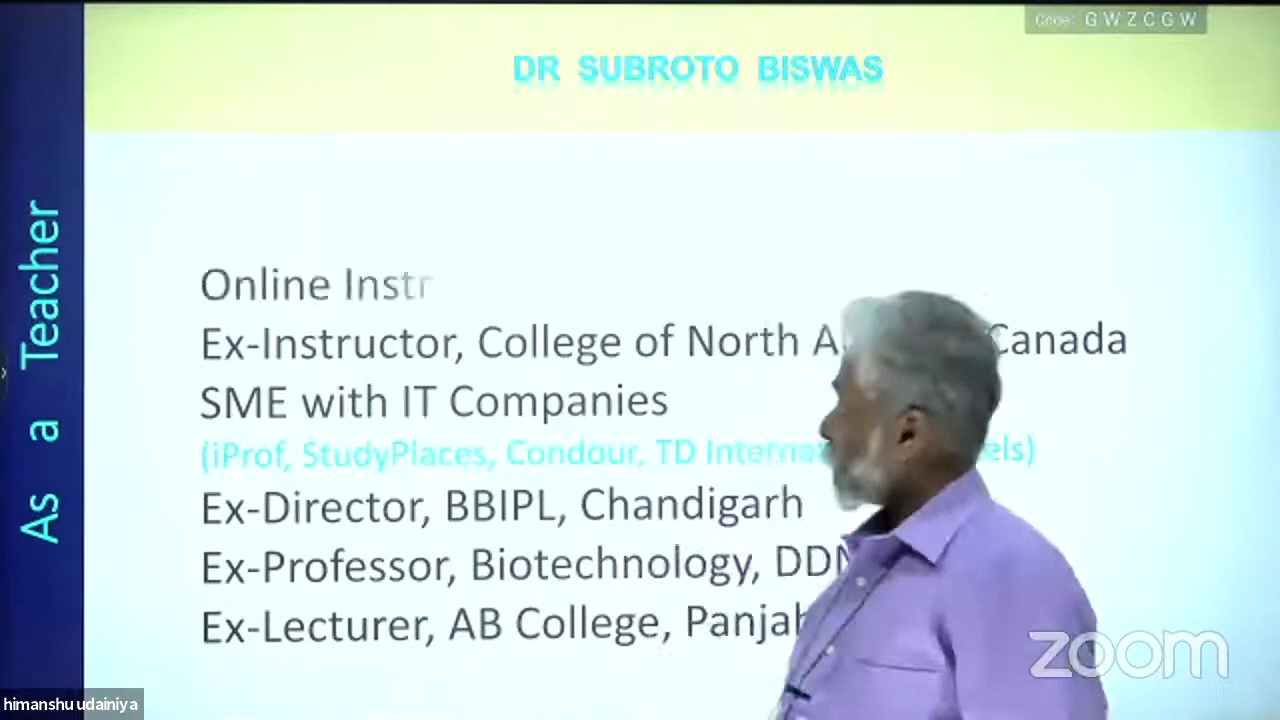 Code: GWZCGW
DR SUBROTO BISWAS
As a Teacher
Online Instr
Ex-Instructor, College of North A Canada
SME with IT Companies
(iProf, StudyPlaces, Condour, TD Interna els)
Ex-Director, BBIPL, Chandigarh
Ex-Professor, Biotechnology, DDN
Ex-Lecturer, AB College, Panjab
zoom
himanshu udainiya